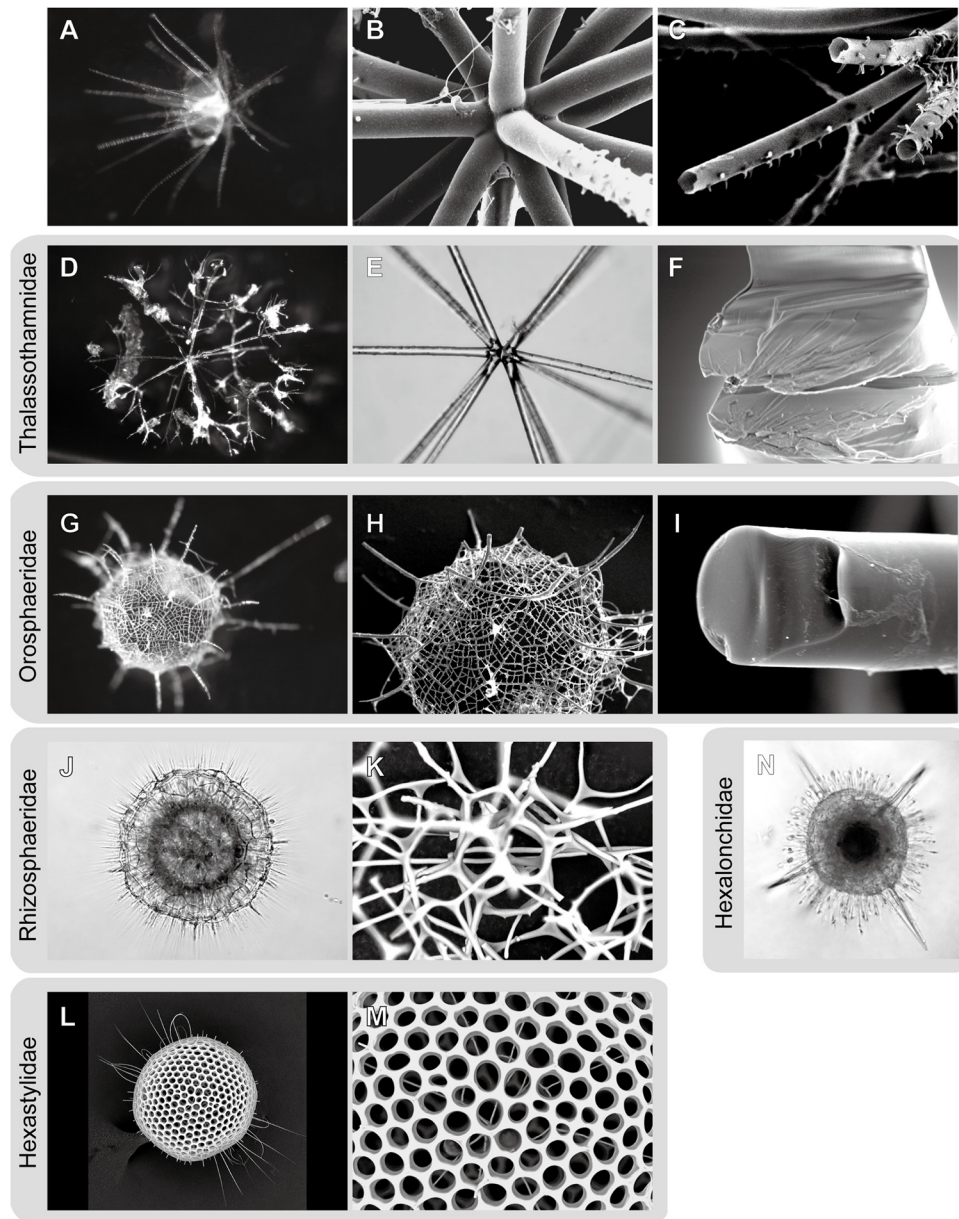 A
B
C
Thalassothamnidae
D
E
F
Orosphaeridae
G
H
I
Rhizosphaeridae
J
K
Hexalonchidae
N
Hexastylidae
L
M